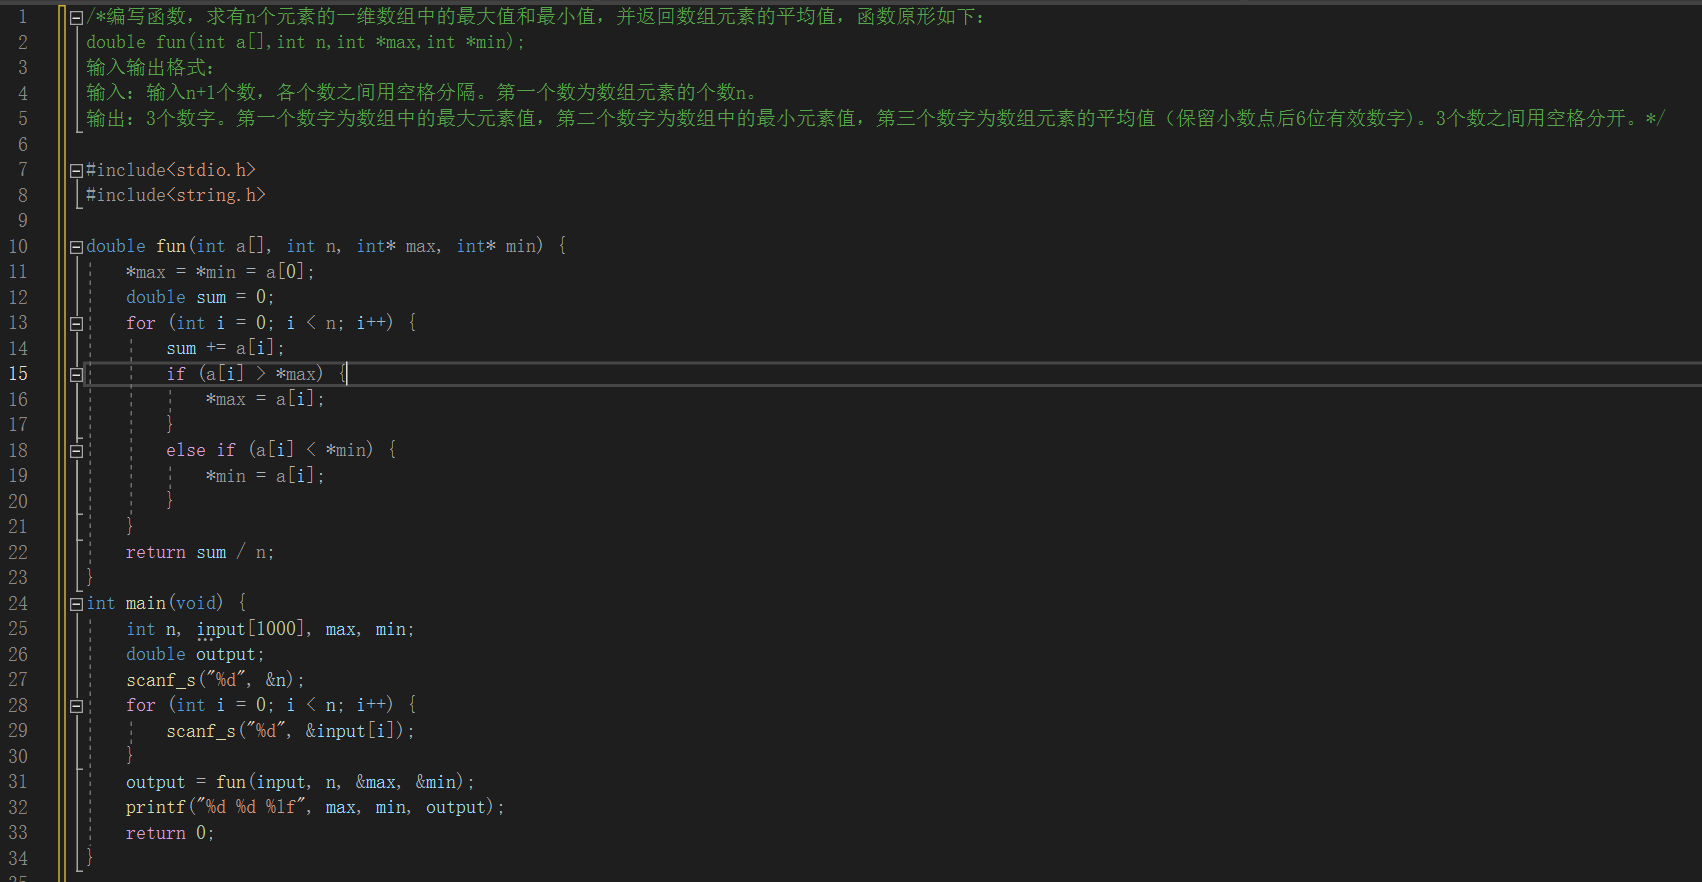 1 /*编写函数，求有n个元素的一维数组中的最大值和最小值，并返回数组元素的平均值，函数原形如下：
2 double fun(int a[],int n,int *max,int *min);
3 输入输出格式：
4 输入：输入n+1个数，各个数之间用空格分隔。第一个数为数组元素的个数n。
5 输出：3个数字。第一个数字为数组中的最大元素值，第二个数字为数组中的最小元素值，第三个数字为数组元素的平均值（保留小数点后6位有效数字)。3个数之间用空格分开。*/
6
7 #include<stdio.h>
8 #include<string.h>
9
10 double fun(int a[], int n, int* max, int* min) {
11     *max = *min = a[0];
12     double sum = 0;
13     for (int i = 0; i < n; i++) {
14         sum += a[i];
15         if (a[i] > *max) {
16             *max = a[i];
17         }
18         else if (a[i] < *min) {
19             *min = a[i];
20         }
21     }
22     return sum / n;
23 }
24 int main(void) {
25     int n, input[1000], max, min;
26     double output;
27     scanf_s("%d", &n);
28     for (int i = 0; i < n; i++) {
29         scanf_s("%d", &input[i]);
30     }
31     output = fun(input, n, &max, &min);
32     printf("%d %d %lf", max, min, output);
33     return 0;
34 }
35